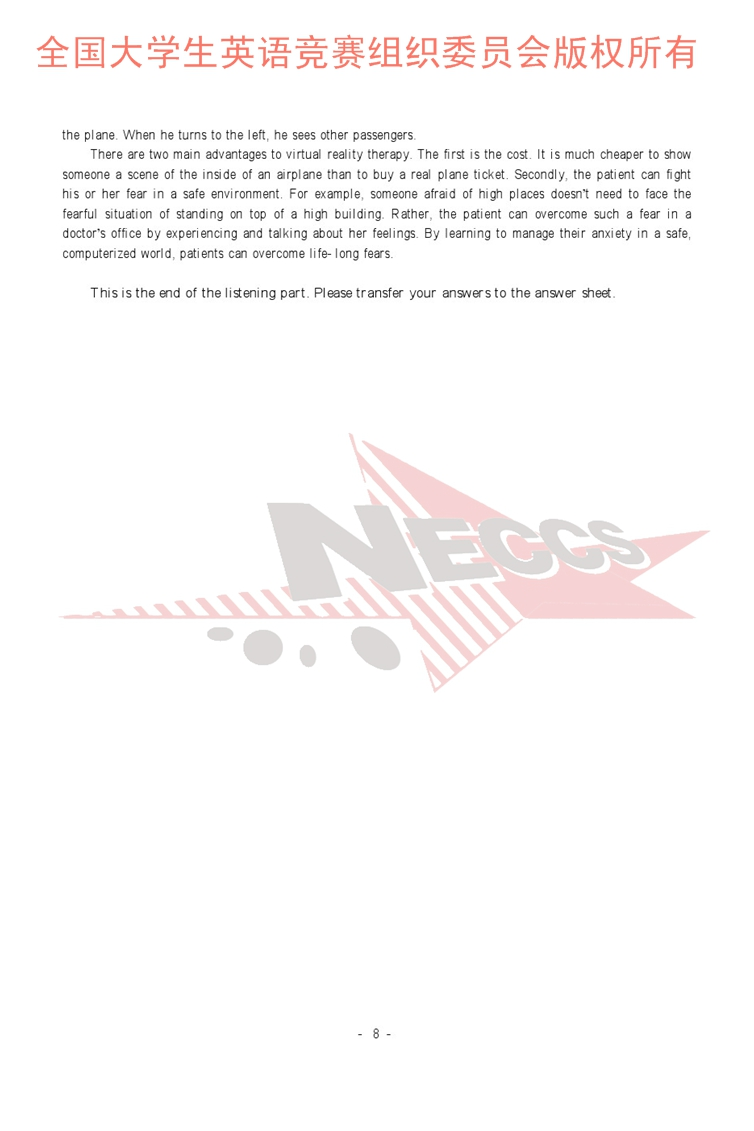 全国大学生英语竞赛组织委员会版权所有
the plane. When he turns to the left, he sees other passengers.
There are two main advantages to virtual reality therapy. The first is the cost. It is much cheaper to show
someone a scene of the inside of an airplane than to buy a real plane ticket. Secondly, the patient can fight
his or her fear in a safe environment. For example, someone afraid of high places doesn't need to face the
fearful situation of standing on top of a high building. Rather, the patient can overcome such a fear in a
doctor's office by experiencing and talking about her feelings. By learning to manage their anxiety in a safe,
computerized world, patients can overcome life-long fears.
This is the end of the listening part. Please transfer your answers to the answer sheet.
NECCS
- 8 -